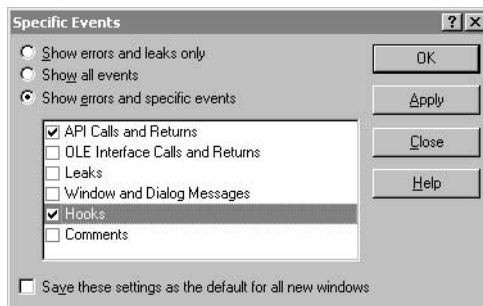 Specific Events
Show errors and leaks only
Show all events
Show errors and specific events
API Calls and Returns
OLE Interface Calls and Returns
Leaks
Window and Dialog Messages
Hooks
Comments
Save these settings as the default for all new windows
OK
Apply
Close
Help